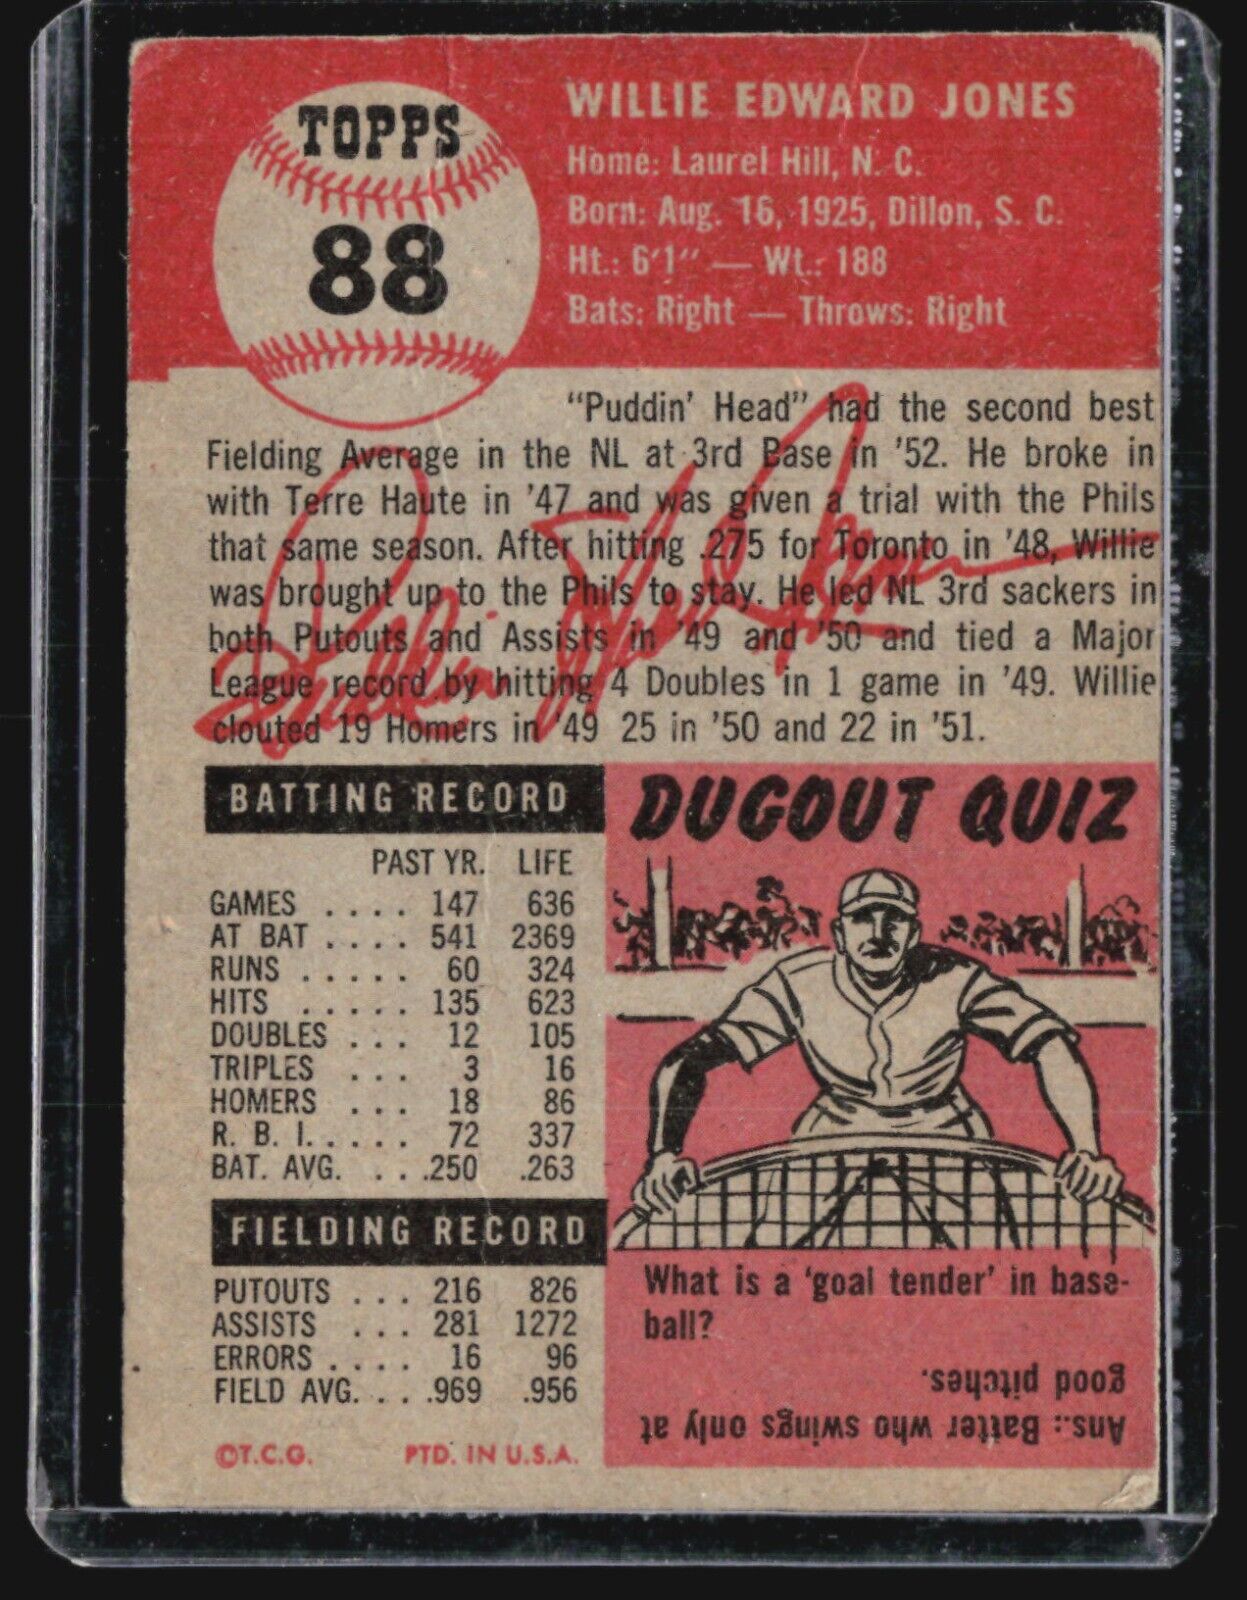 TOPPS
88
WILLIE EDWARD JONES
Home: Laurel Hill, N. C.
Born: Aug. 16, 1925, Dillon, S. C.
Ht.: 6'1" — Wt.: 188
Bats: Right — Throws: Right
"Puddin' Head" had the second best
Fielding Average in the NL at 3rd Base in '52. He broke in
with Terre Haute in '47 and was given a trial with the Phils
that same season. After hitting .275 for Toronto in '48, Willie
was brought up to the Phils to stay. He led NL 3rd sackers in
both Putouts and Assists in '49 and '50 and tied a Major
League record by hitting 4 Doubles in 1 game in '49. Willie
clouted 19 Homers in '49 25 in '50 and 22 in '51.
Puddin Head Jones
BATTING RECORD
PAST YR. LIFE
GAMES .... 147 636
AT BAT .... 541 2369
RUNS ..... 60 324
HITS ..... 135 623
DOUBLES ... 12 105
TRIPLES ... 3 16
HOMERS ... 18 86
R. B. I. .... 72 337
BAT. AVG. ... .250 .263
FIELDING RECORD
PUTOUTS ... 216 826
ASSISTS ... 281 1272
ERRORS .... 16 96
FIELD AVG. ... .969 .956
©T.C.G. PTD. IN U.S.A.
DUGOUT QUIZ
What is a 'goal tender' in base-
ball?
Ans.: Batter who swings only at
good pitches.